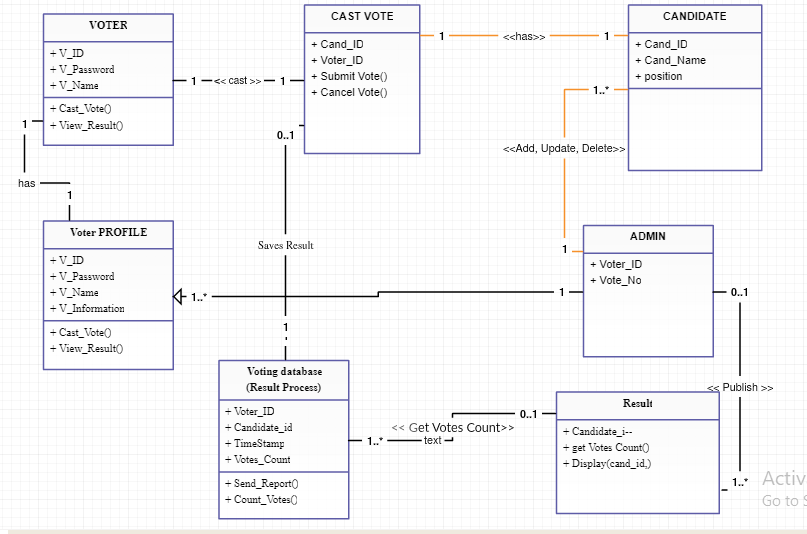 VOTER
+ V_ID
+ V_Password
+ V_Name
+ Cast_Vote()
+ View_Result()
CAST VOTE
+ Cand_ID
+ Voter_ID
+ Submit Vote()
+ Cancel Vote()
CANDIDATE
+ Cand_ID
+ Cand_Name
+ position
1 << cast >> 1
1 <<has>> 1
1..*
<<Add, Update, Delete>>
1
1
has
1
0..1
Saves Result
1
Voter PROFILE
+ V_ID
+ V_Password
+ V_Name
+ V_Information
+ Cast_Vote()
+ View_Result()
ADMIN
+ Voter_ID
+ Vote_No
1..* 1
0..1
<< Publish >>
1..*
Voting database
(Result Process)
+ Voter_ID
+ Candidate_id
+ TimeStamp
+ Votes_Count
+ Send_Report()
+ Count_Votes()
0..1
<< Get Votes Count>>
1..* text
Result
+ Candidate_i--
+ get Votes Count()
+ Display(cand_id,)
Activ
Go to S